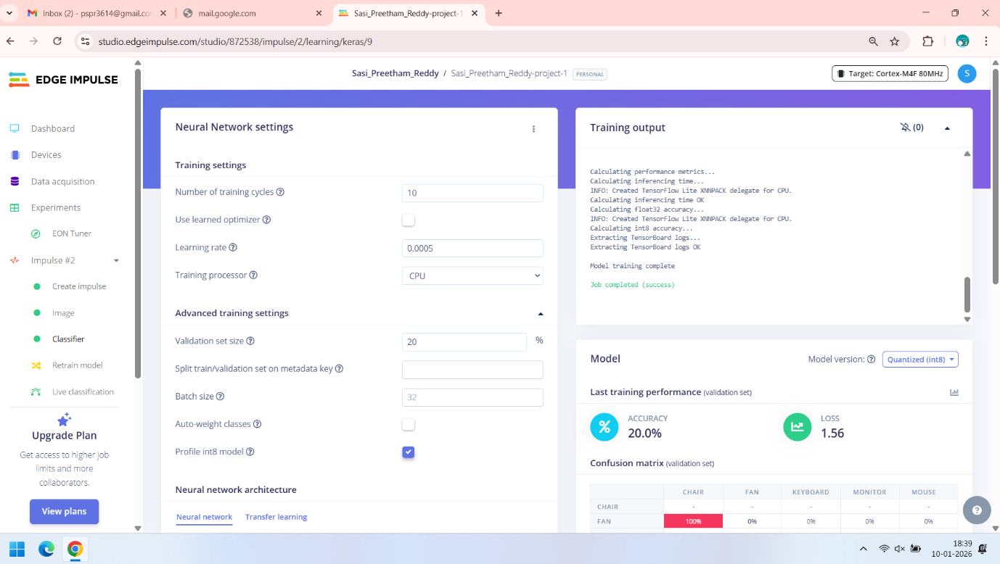 Inbox (2) - pspr3614@gmail.co
mail.google.com
Sasi_Preetham_Reddy-project-1
studio.edgeimpulse.com/studio/872538/impulse/2/learning/keras/9
EDGE IMPULSE
Dashboard
Devices
Data acquisition
Experiments
EON Tuner
Impulse #2
Create impulse
Image
Classifier
Retrain model
Live classification
Upgrade Plan
Get access to higher job
limits and more
collaborators.
View plans
Sasi_Preetham_Reddy / Sasi_Preetham_Reddy-project-1 PERSONAL
Target: Cortex-M4F 80MHz
S
Neural Network settings
Training settings
Number of training cycles ?
10
Use learned optimizer ?
Learning rate ?
0.0005
Training processor ?
CPU
Advanced training settings
Validation set size ?
20
%
Split train/validation set on metadata key ?
Batch size ?
32
Auto-weight classes ?
Profile int8 model ?
Neural network architecture
Neural network Transfer learning
Training output
(0)
Calculating performance metrics...
Calculating inferencing time...
INFO: Created TensorFlow Lite XNNPACK delegate for CPU.
Calculating inferencing time OK
Calculating float32 accuracy...
INFO: Created TensorFlow Lite XNNPACK delegate for CPU.
Calculating int8 accuracy...
Extracting TensorBoard logs...
Extracting TensorBoard logs OK
Model training complete
Job completed (success)
Model
Model version: ?
Quantized (int8)
Last training performance (validation set)
%
ACCURACY
20.0%
LOSS
1.56
Confusion matrix (validation set)
CHAIR FAN KEYBOARD MONITOR MOUSE
CHAIR - - - - -
FAN 100% 0% 0% 0% 0%
?
18:39
10-01-2026